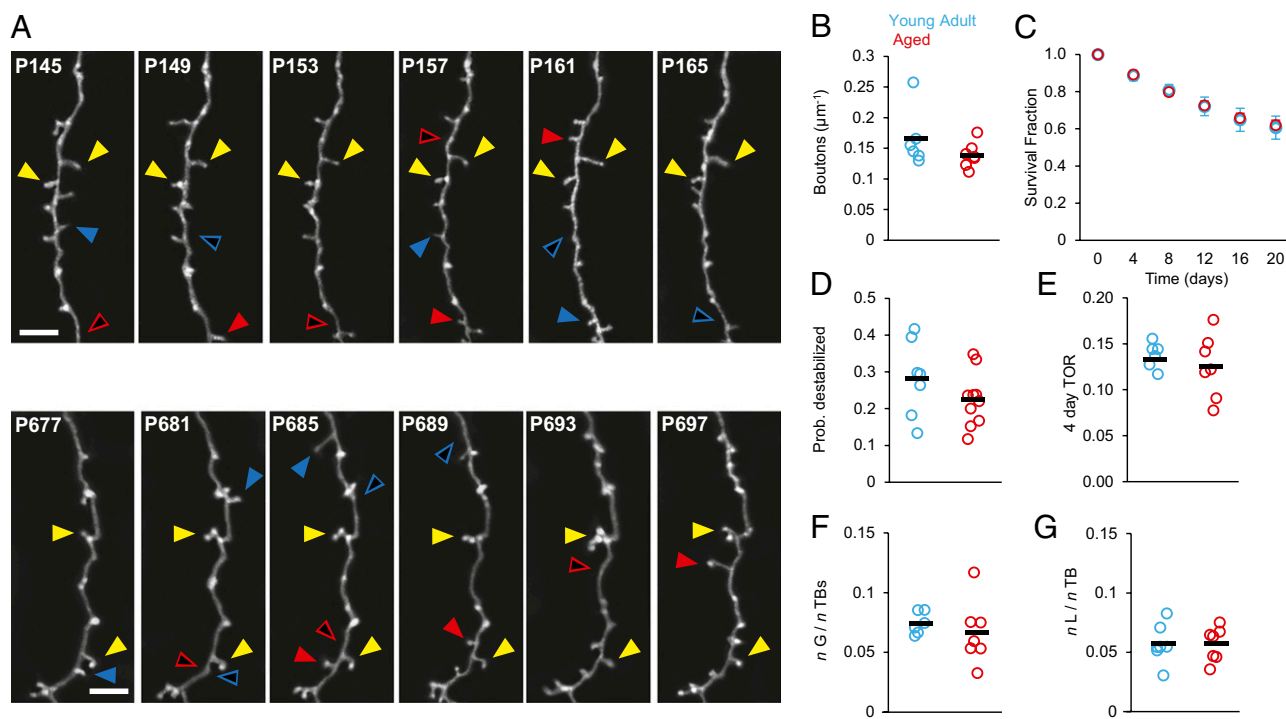 A
P145 P149 P153 P157 P161 P165
P677 P681 P685 P689 P693 P697
B
Young Adult
Aged
Boutons (µm⁻¹)
0.3
0.25
0.2
0.15
0.1
0.05
0
C
Survival Fraction
1.0
0.8
0.6
0.4
0.2
0
0 4 8 12 16 20
Time (days)
D
Prob. destabilized
0.5
0.4
0.3
0.2
0.1
0
E
4 day TOR
0.20
0.15
0.10
0.05
0.00
F
n G / n TBs
0.15
0.1
0.05
0
G
n L / n TB
0.15
0.1
0.05
0